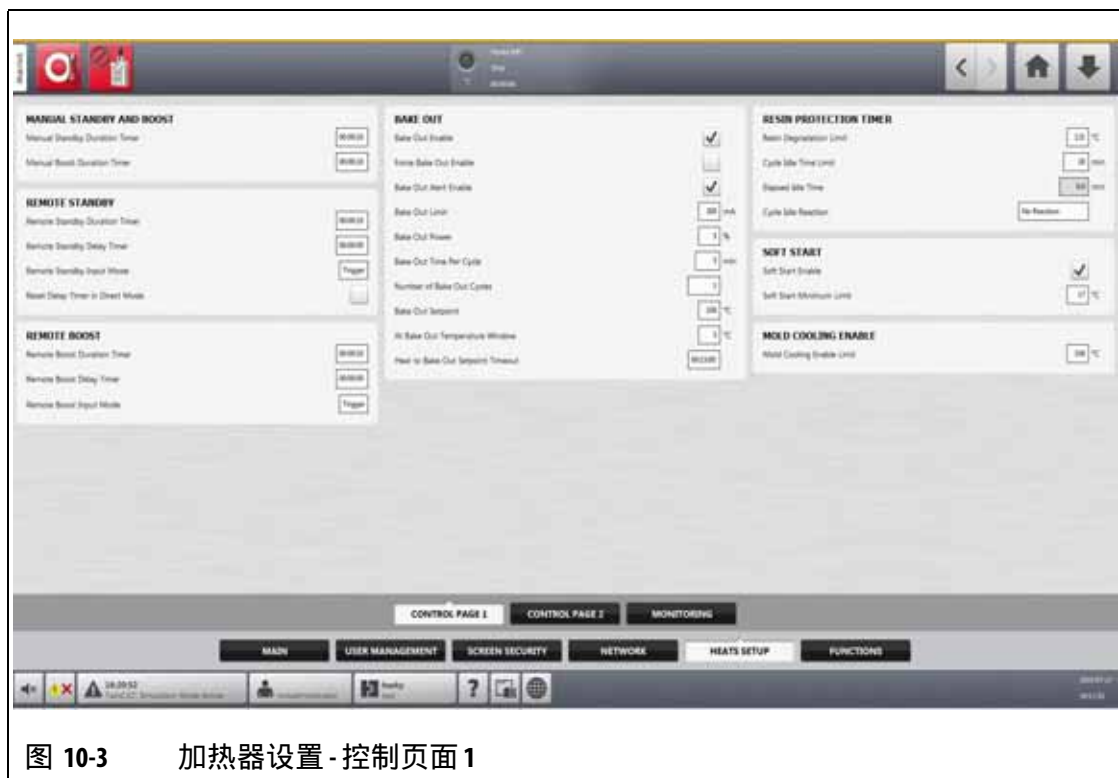 MANUAL STANDBY AND BOOST
Manual Standby Duration Timer
Manual Boost Duration Timer
REMOTE STANDBY
Remote Standby Duration Timer
Remote Standby Delay Timer
Remote Standby Input Mode
Trigger
Reset Delay Timer in Direct Mode
REMOTE BOOST
Remote Boost Duration Timer
Remote Boost Delay Timer
Remote Boost Input Mode
Trigger
BAKE OUT
Bake Out Enable
Force Bake Out Enable
Bake Out Alert Enable
Bake Out Limit
mA
Bake Out Power
%
Bake Out Time Per Cycle
min
Number of Bake Out Cycles
Bake Out Setpoint
°C
At Bake Out Temperature Window
°C
Heat to Bake Out Setpoint Timeout
RESIN PROTECTION TIMER
Resin Degradation Limit
°C
Cycle Idle Time Limit
min
Elapsed Idle Time
min
Cycle Idle Reaction
No Reaction
SOFT START
Soft Start Enable
Soft Start Minimum Limit
°C
MOLD COOLING ENABLE
Mold Cooling Enable Limit
°C
CONTROL PAGE 1
CONTROL PAGE 2
MONITORING
MAIN
USER MANAGEMENT
SCREEN SECURITY
NETWORK
HEATS SETUP
FUNCTIONS
?
图 10-3 加热器设置 - 控制页面 1